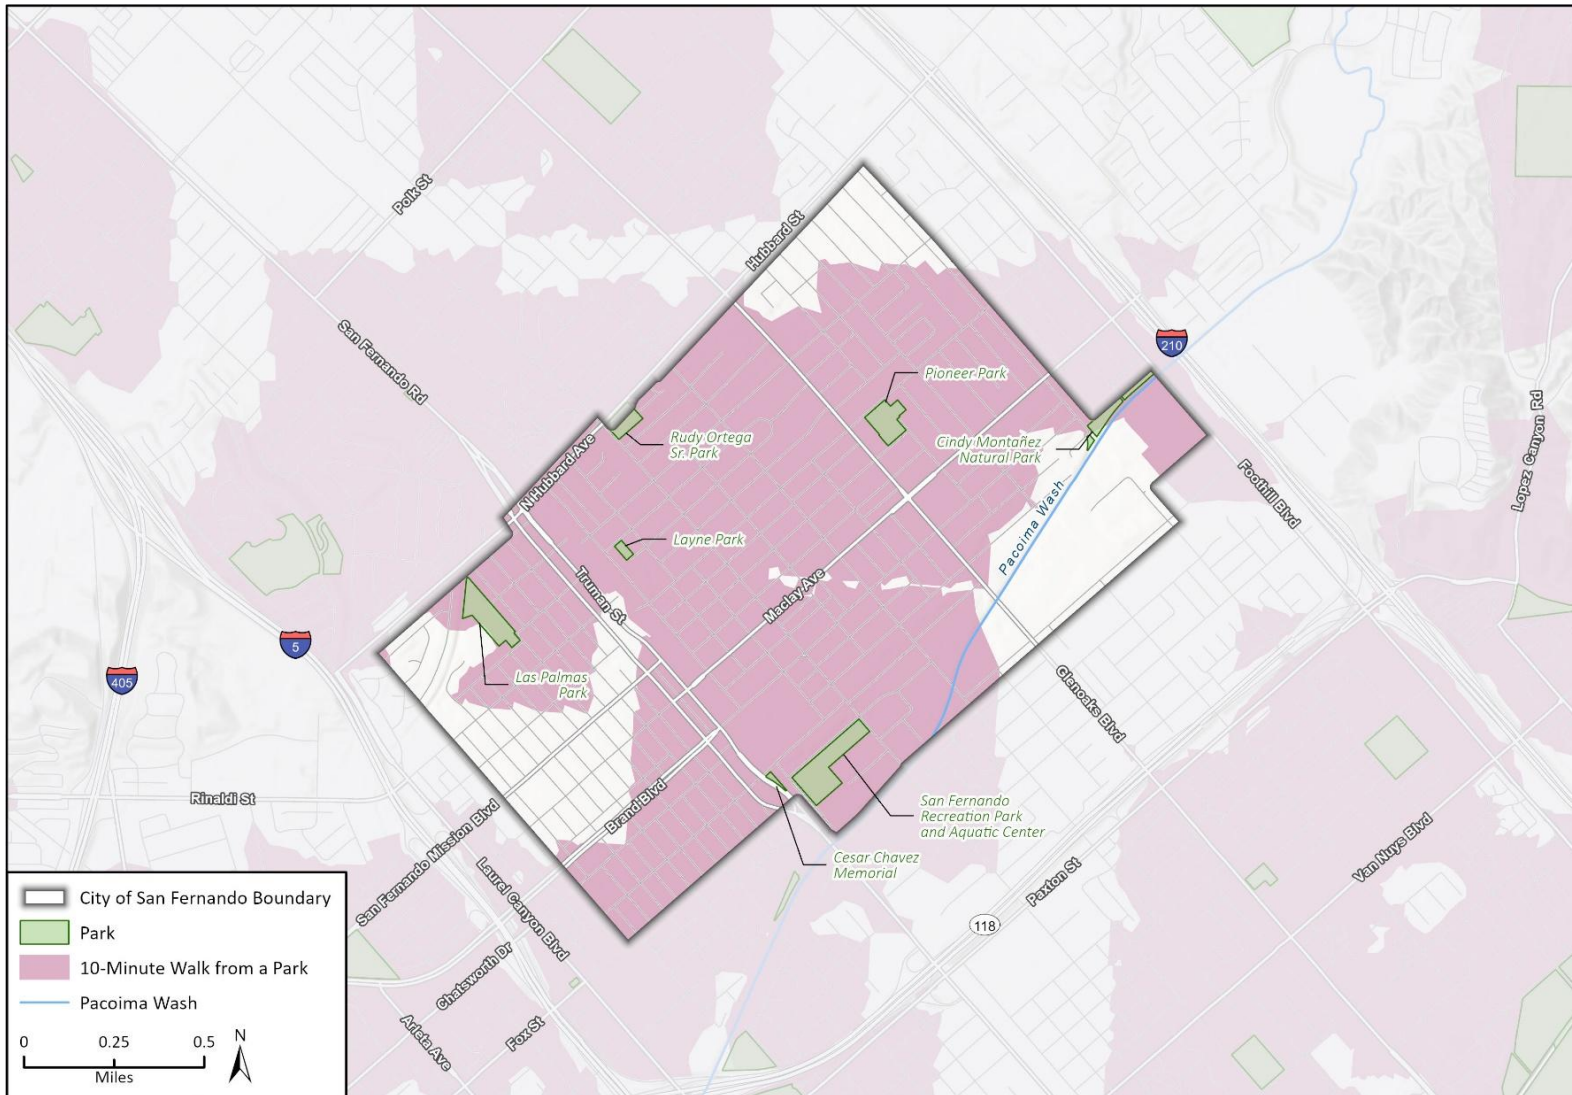 Polk St
Hubbard St
San Fernando Rd
210
Pioneer Park
Rudy Ortega
Sr. Park
Cindy Montañez
Natural Park
N Hubbard Ave
Lopez Canyon Rd
Foothill Blvd
Pacoima Wash
Layne Park
Truman St
Maclay Ave
5
405
Las Palmas
Park
Glenoaks Blvd
Rinaldi St
Brand Blvd
San Fernando
Recreation Park
and Aquatic Center
San Fernando Mission Blvd
Cesar Chavez
Memorial
Van Nuys Blvd
Paxton St
118
Laurel Canyon Blvd
Chatsworth Dr
Arleta Ave
Fox St
City of San Fernando Boundary
Park
10-Minute Walk from a Park
Pacoima Wash
0 0.25 0.5
Miles
N